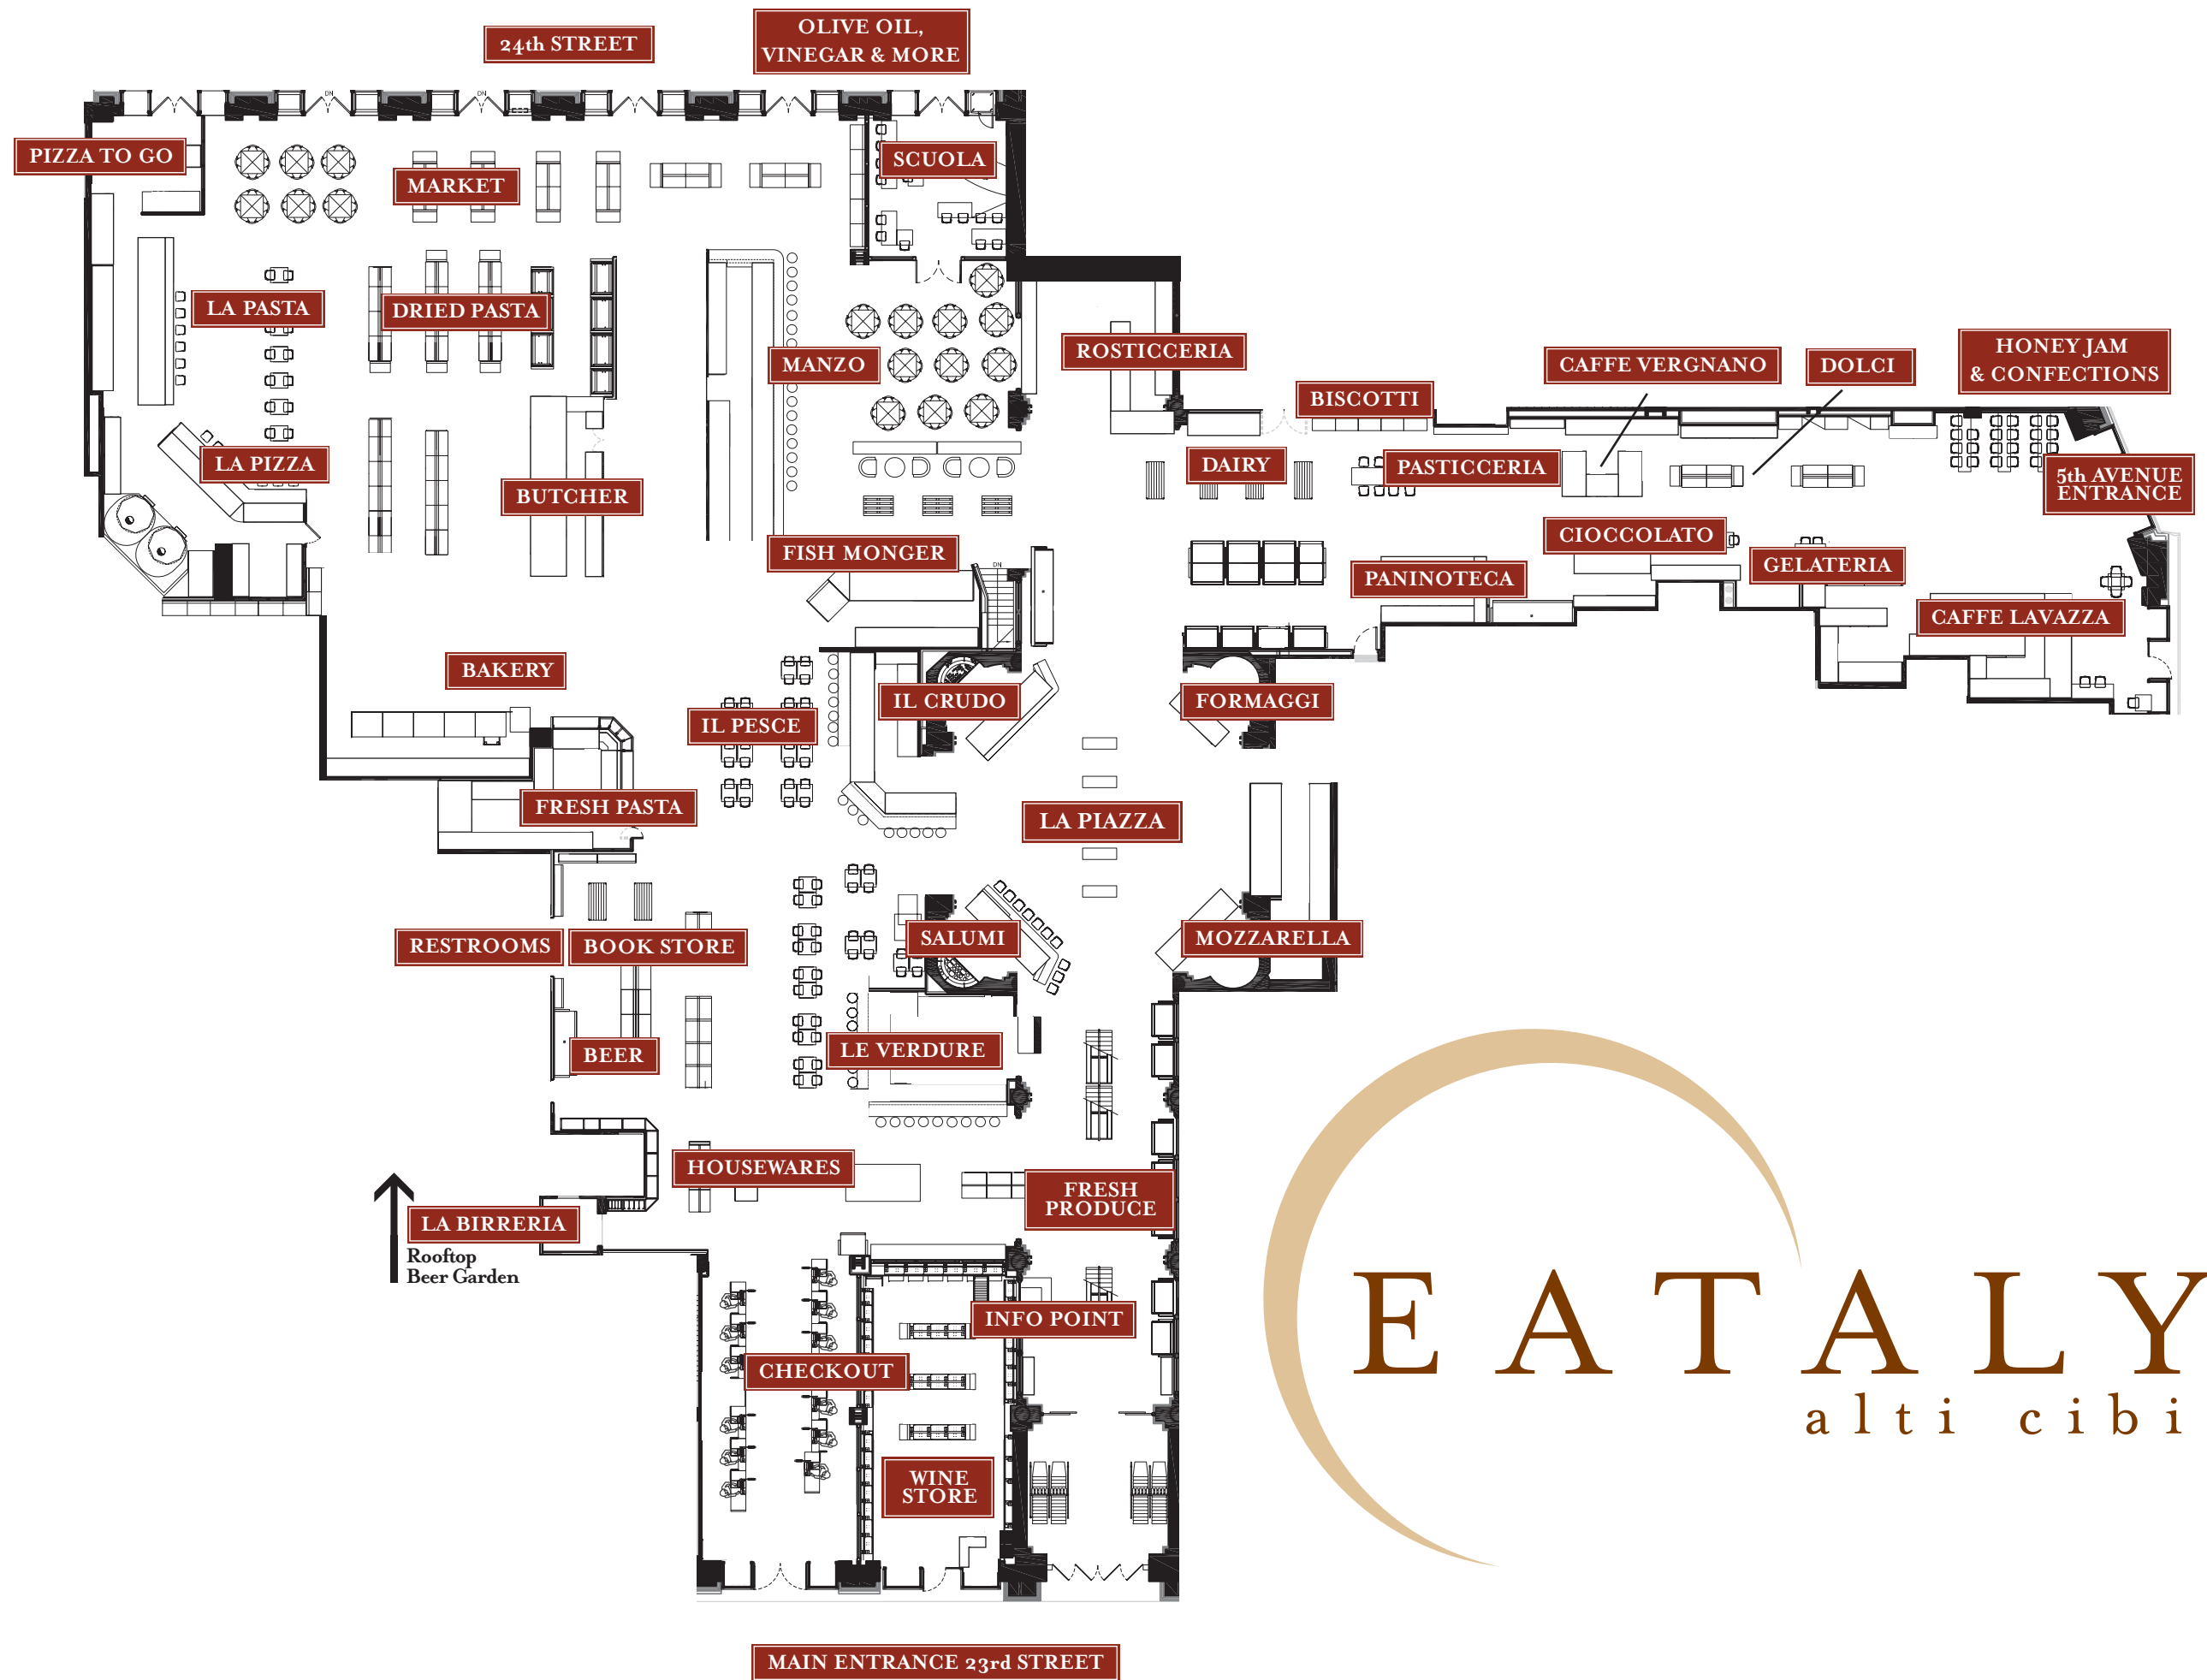 24th STREET
OLIVE OIL,
VINEGAR & MORE
PIZZA TO GO
MARKET
SCUOLA
LA PASTA
DRIED PASTA
MANZO
ROSTICCERIA
CAFFE VERGNANO
DOLCI
HONEY JAM
& CONFECTIONS
BISCOTTI
LA PIZZA
BUTCHER
DAIRY
PASTICCERIA
5th AVENUE
ENTRANCE
FISH MONGER
CIOCCOLATO
PANINOTECA
GELATERIA
CAFFE LAVAZZA
BAKERY
IL PESCE
IL CRUDO
FORMAGGI
FRESH PASTA
LA PIAZZA
RESTROOMS
BOOK STORE
SALUMI
MOZZARELLA
BEER
LE VERDURE
HOUSEWARES
FRESH
PRODUCE
LA BIRRERIA
Rooftop
Beer Garden
INFO POINT
CHECKOUT
WINE
STORE
EATALY
alti cibi
MAIN ENTRANCE 23rd STREET
DN
DN
DN